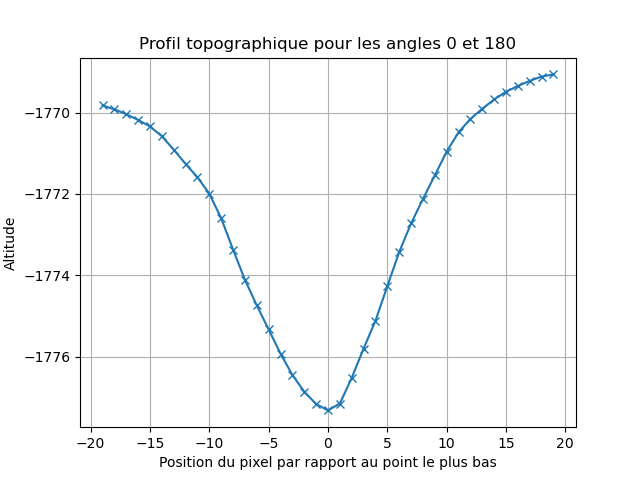 Profil topographique pour les angles 0 et 180
Altitude
−1770
−1772
−1774
−1776
−20 −15 −10 −5 0 5 10 15 20
Position du pixel par rapport au point le plus bas